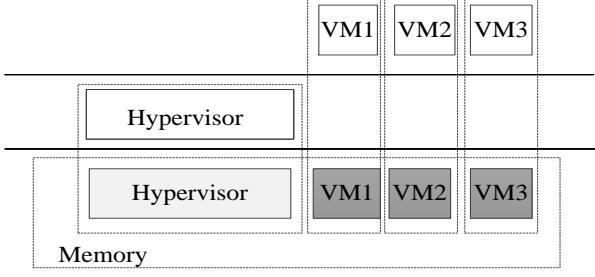 VM1 VM2 VM3
Hypervisor
Hypervisor VM1 VM2 VM3
Memory